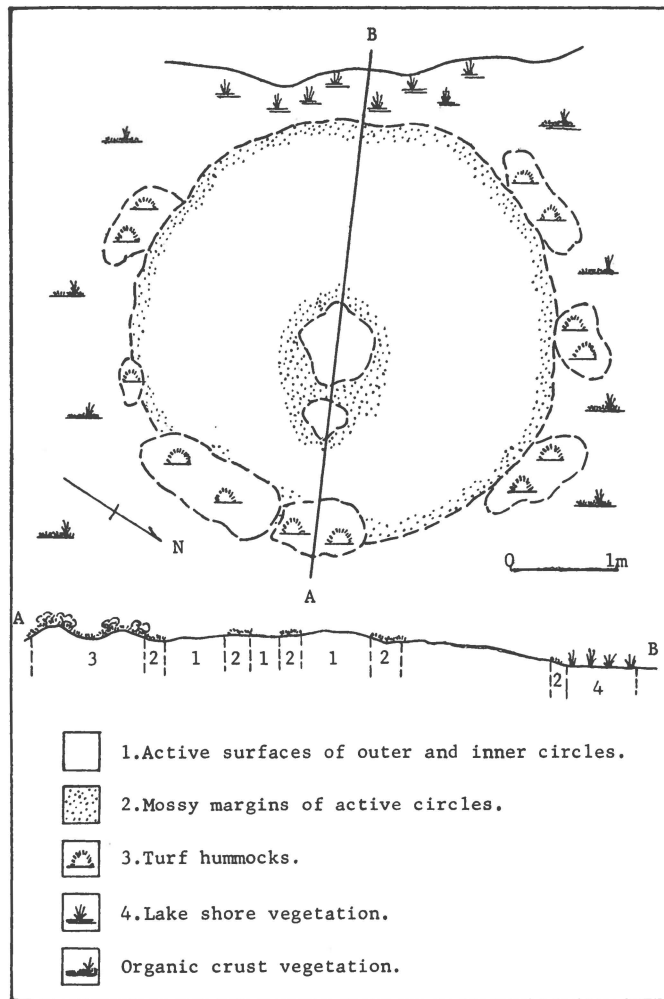 B
N
A
0 1m
A
B
3 2 1 2 1 2 1 2 2 4
1.Active surfaces of outer and inner circles.
2.Mossy margins of active circles.
3.Turf hummocks.
4.Lake shore vegetation.
Organic crust vegetation.